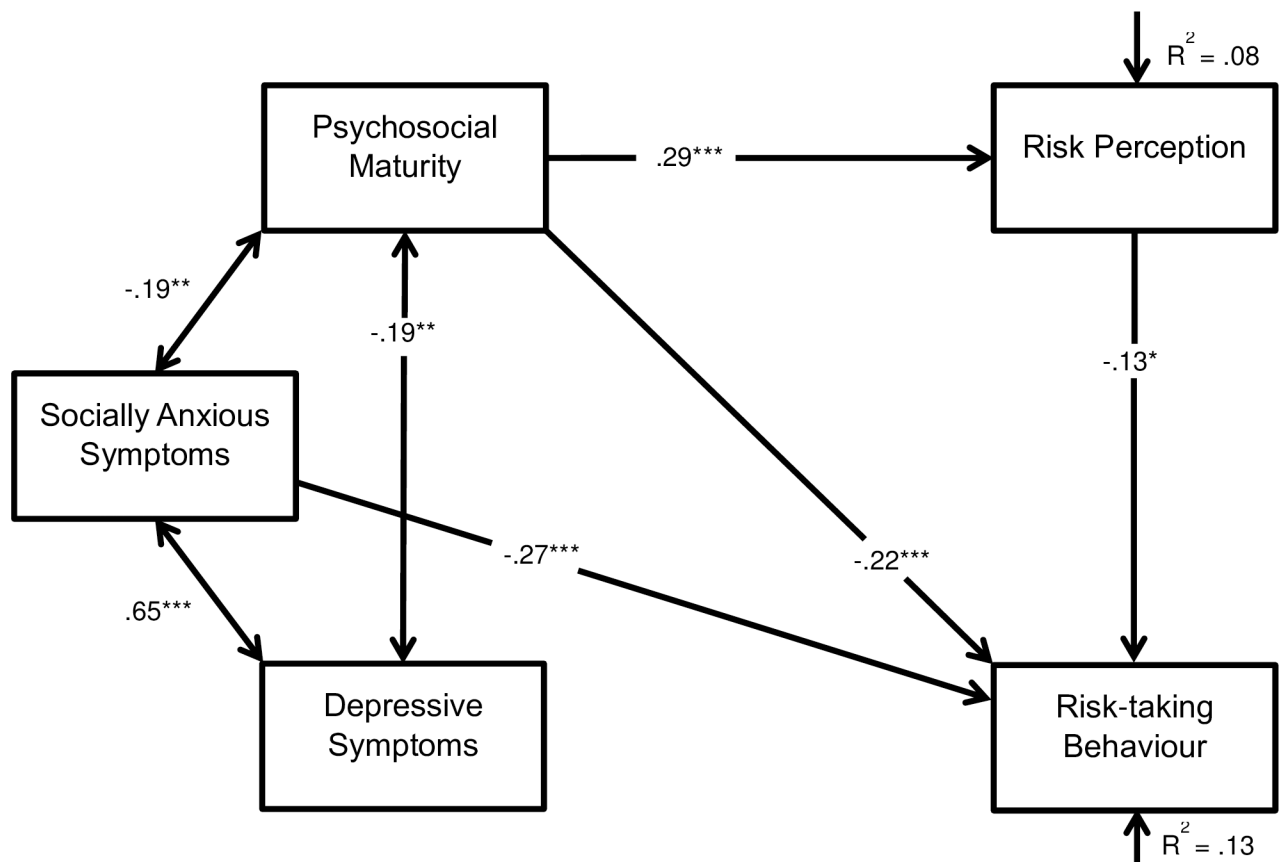 R² = .08
Psychosocial
Maturity
.29***
Risk Perception
-.19**
-.19**
-.13*
Socially Anxious
Symptoms
-.27***
-.22***
.65***
Depressive
Symptoms
Risk-taking
Behaviour
R² = .13